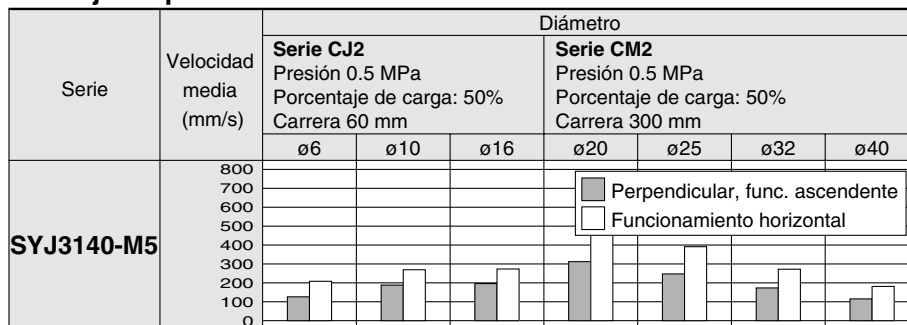 Diámetro
Serie
Velocidad
media
(mm/s)
Serie CJ2
Presión 0.5 MPa
Porcentaje de carga: 50%
Carrera 60 mm
Serie CM2
Presión 0.5 MPa
Porcentaje de carga: 50%
Carrera 300 mm
ø6 ø10 ø16 ø20 ø25 ø32 ø40
SYJ3140-M5
800
700
600
500
400
300
200
100
0
Perpendicular, func. ascendente
Funcionamiento horizontal